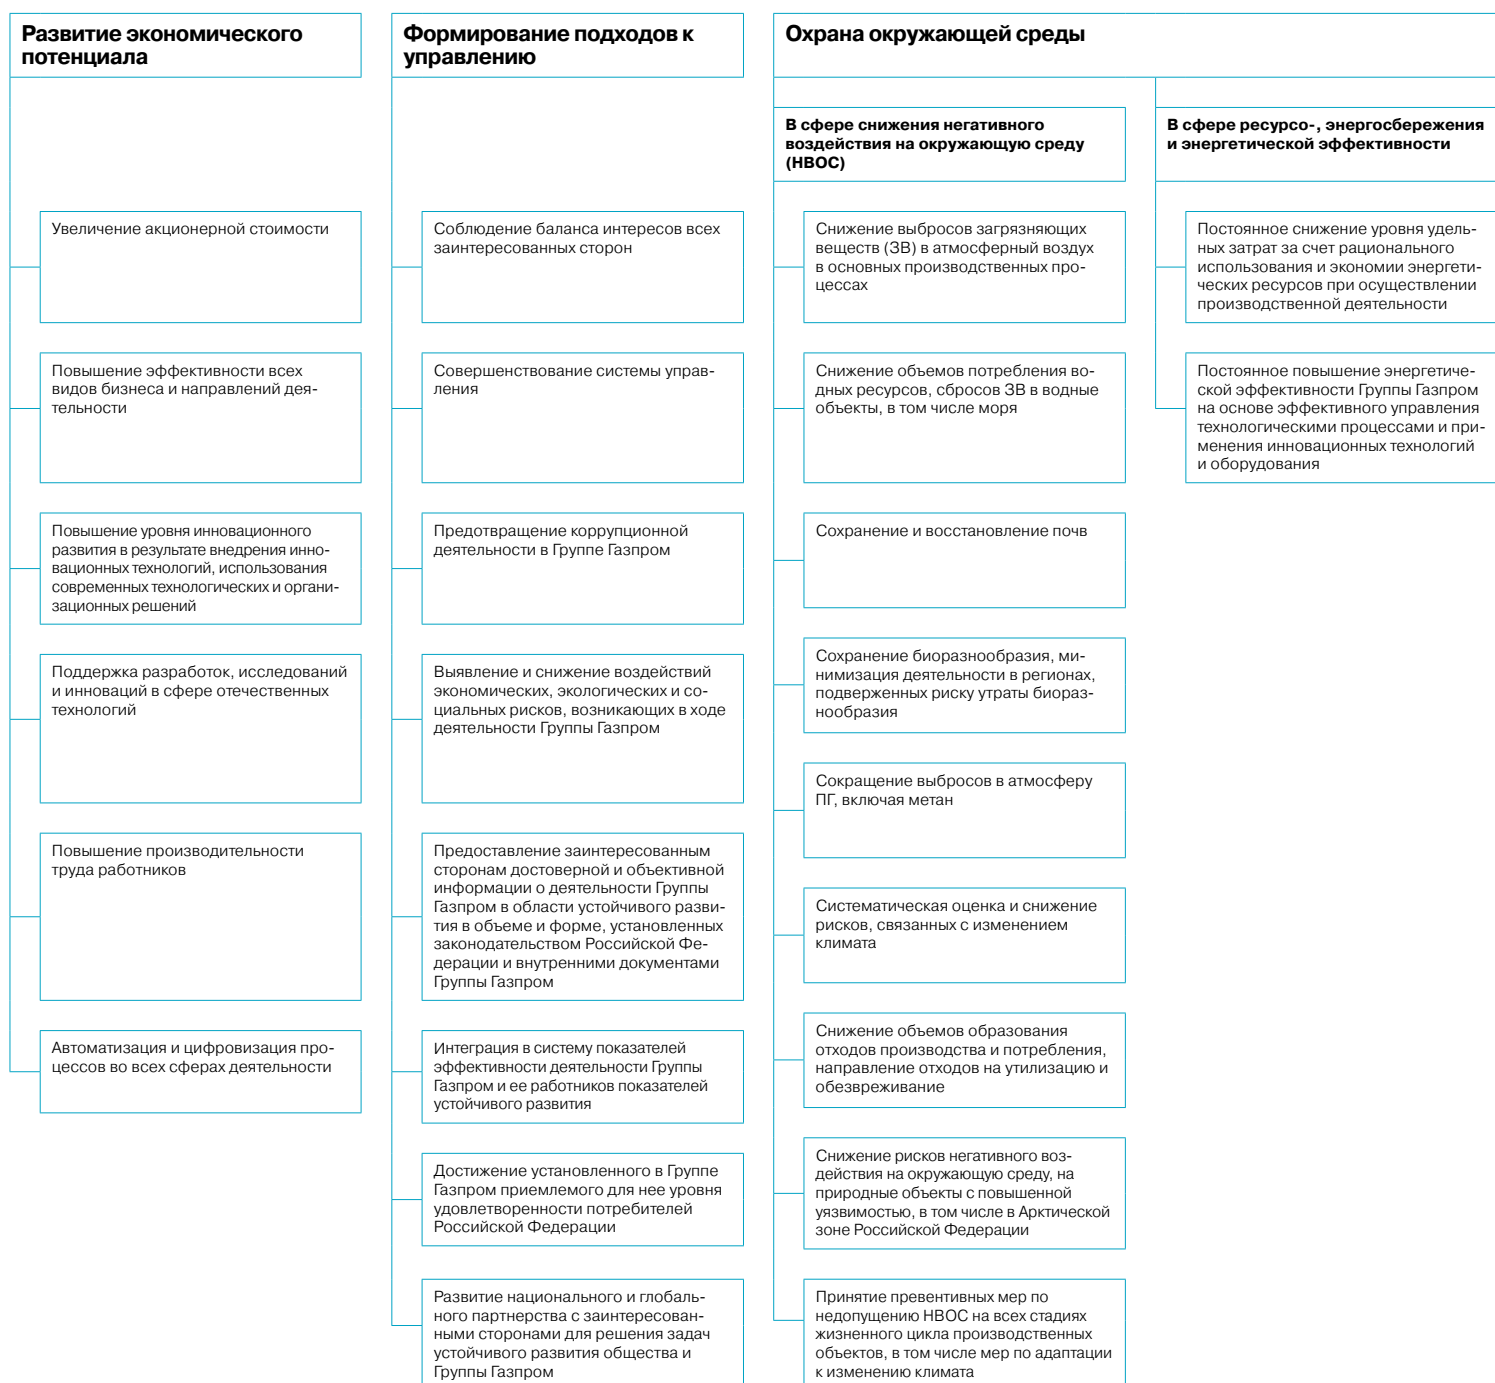 Развитие экономического
потенциала
Увеличение акционерной стоимости
Повышение эффективности всех
видов бизнеса и направлений дея-
тельности
Повышение уровня инновационного
развития в результате внедрения инно-
вационных технологий, использования
современных технологических и органи-
зационных решений
Поддержка разработок, исследований
и инноваций в сфере отечественных
технологий
Повышение производительности
труда работников
Автоматизация и цифровизация про-
цессов во всех сферах деятельности
Формирование подходов к
управлению
Соблюдение баланса интересов всех
заинтересованных сторон
Совершенствование системы управ-
ления
Предотвращение коррупционной
деятельности в Группе Газпром
Выявление и снижение воздействий
экономических, экологических и со-
циальных рисков, возникающих в ходе
деятельности Группы Газпром
Предоставление заинтересованным
сторонам достоверной и объективной
информации о деятельности Группы
Газпром в области устойчивого разви-
тия в объеме и форме, установленных
законодательством Российской Фе-
дерации и внутренними документами
Группы Газпром
Интеграция в систему показателей
эффективности деятельности Группы
Газпром и ее работников показателей
устойчивого развития
Достижение установленного в Группе
Газпром приемлемого для нее уровня
удовлетворенности потребителей
Российской Федерации
Развитие национального и глобаль-
ного партнерства с заинтересован-
ными сторонами для решения задач
устойчивого развития общества и
Группы Газпром
Охрана окружающей среды
В сфере снижения негативного
воздействия на окружающую среду
(НВОС)
Снижение выбросов загрязняющих
веществ (ЗВ) в атмосферный воздух
в основных производственных про-
цессах
Снижение объемов потребления во-
дных ресурсов, сбросов ЗВ в водные
объекты, в том числе моря
Сохранение и восстановление почв
Сохранение биоразнообразия, ми-
нимизация деятельности в регионах,
подверженных риску утраты биораз-
нообразия
Сокращение выбросов в атмосферу
ПГ, включая метан
Систематическая оценка и снижение
рисков, связанных с изменением
климата
Снижение объемов образования
отходов производства и потребления,
направление отходов на утилизацию и
обезвреживание
Снижение рисков негативного воз-
действия на окружающую среду, на
природные объекты с повышенной
уязвимостью, в том числе в Арктической
зоне Российской Федерации
Принятие превентивных мер по
недопущению НВОС на всех стадиях
жизненного цикла производственных
объектов, в том числе мер по адаптации
к изменению климата
В сфере ресурсо-, энергосбережения
и энергетической эффективности
Постоянное снижение уровня удель-
ных затрат за счет рационального
использования и экономии энергети-
ческих ресурсов при осуществлении
производственной деятельности
Постоянное повышение энергетиче-
ской эффективности Группы Газпром
на основе эффективного управления
технологическими процессами и при-
менения инновационных технологий
и оборудования